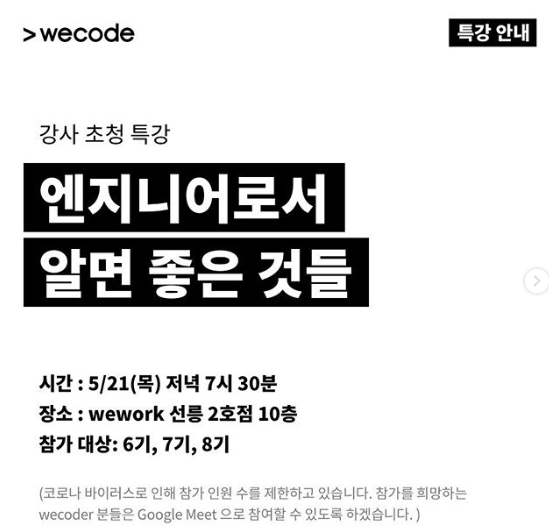 >wecode
특강 안내
강사 초청 특강
엔지니어로서
알면 좋은 것들
시간 : 5/21(목) 저녁 7시 30분
장소 : wework 선릉 2호점 10층
참가 대상: 6기, 7기, 8기
(코로나 바이러스로 인해 참가 인원 수를 제한하고 있습니다. 참가를 희망하는
wecoder 분들은 Google Meet 으로 참여할 수 있도록 하겠습니다. )